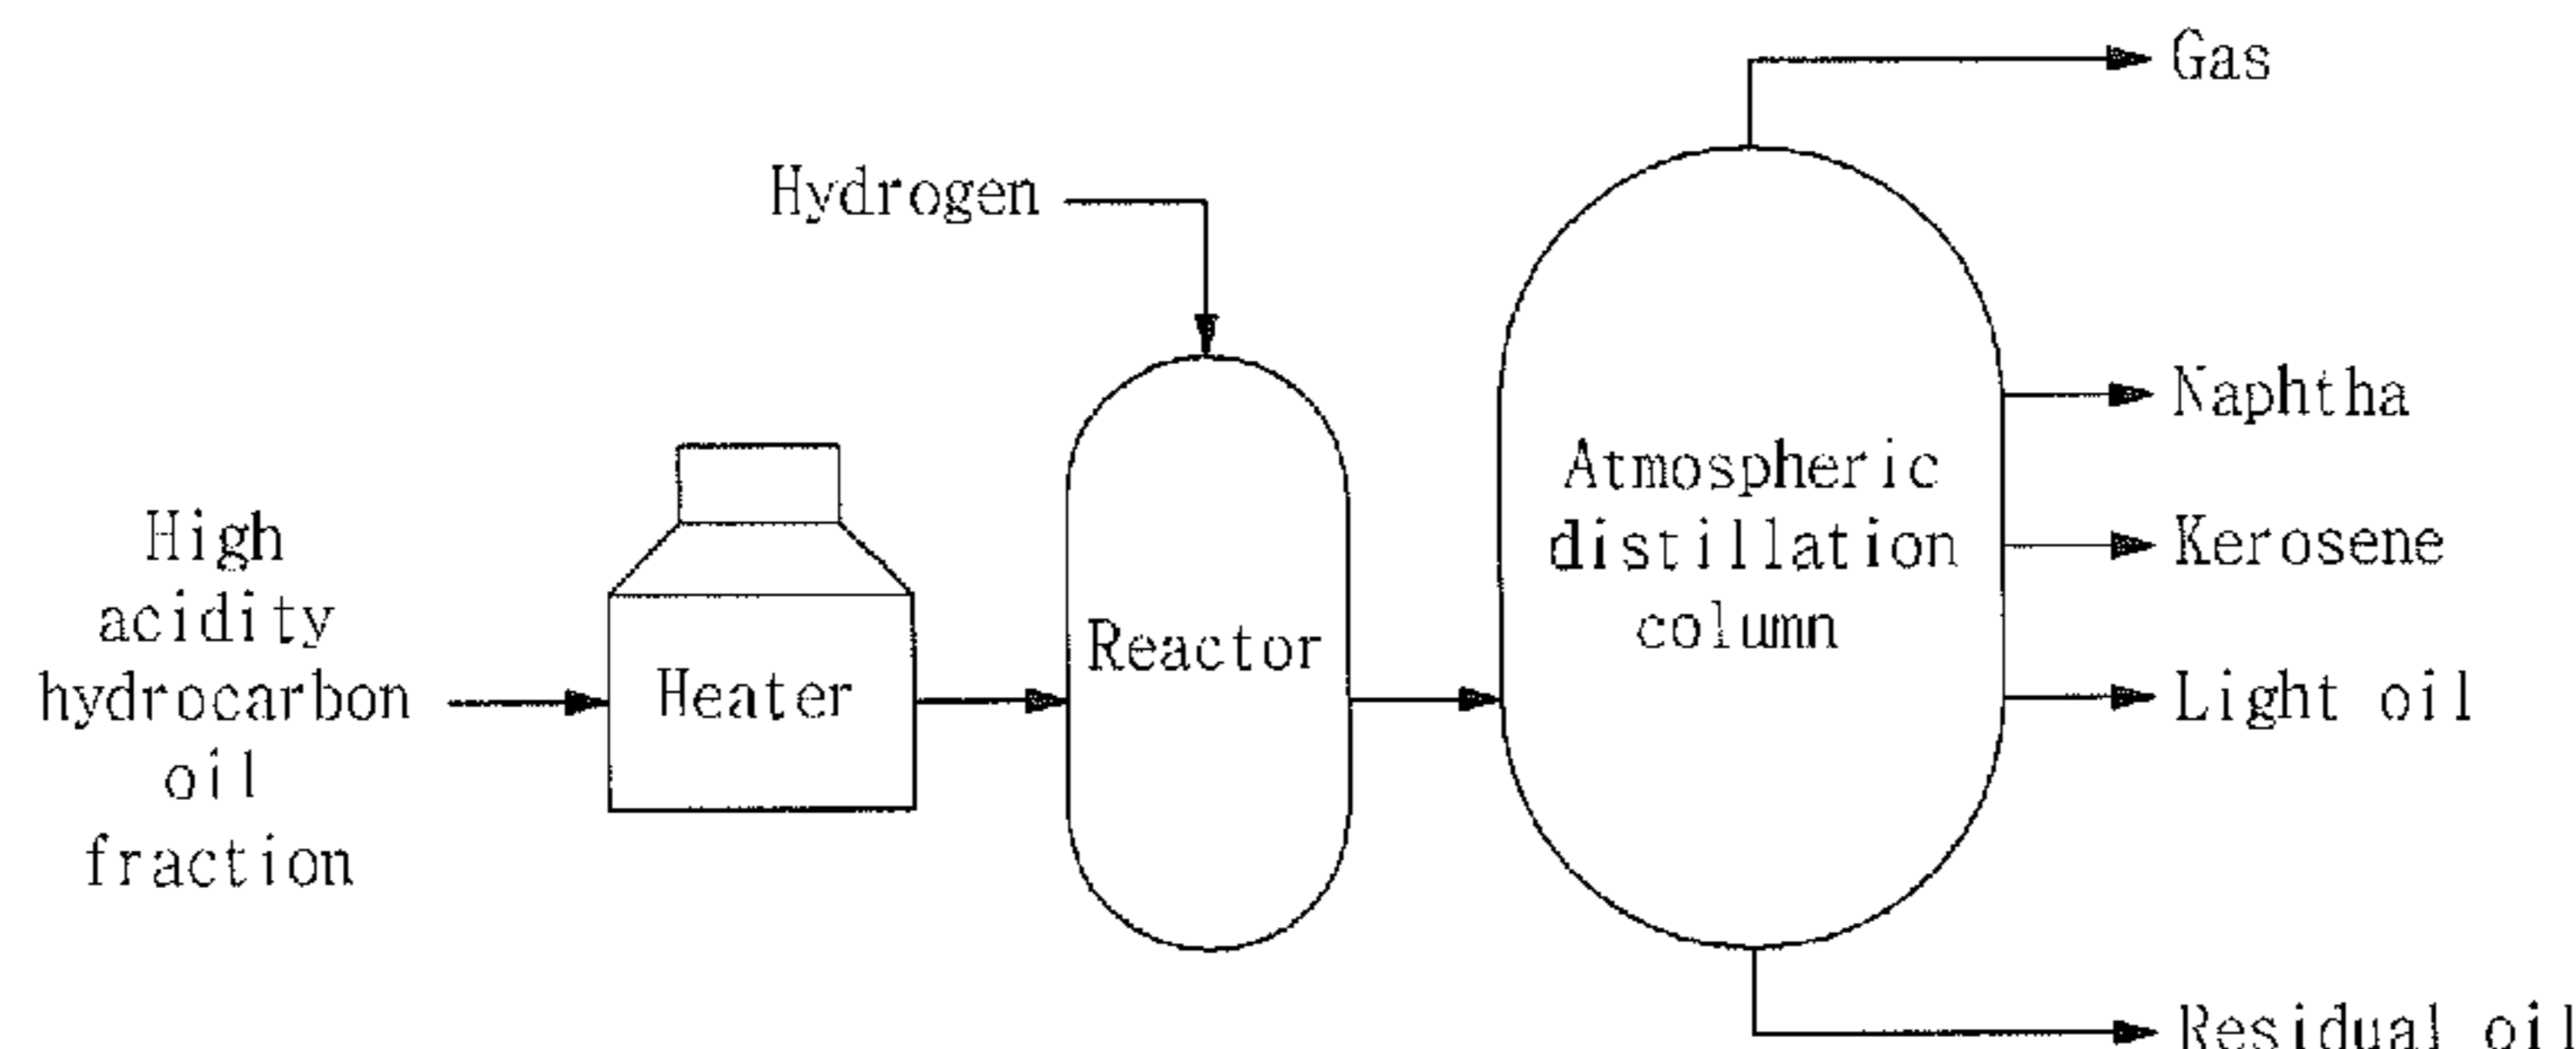 Gas
Hydrogen
Naphtha
Atmospheric
distillation
column
Kerosene
High
acidity
hydrocarbon
oil
fraction
Heater
Reactor
Light oil
Residual oil